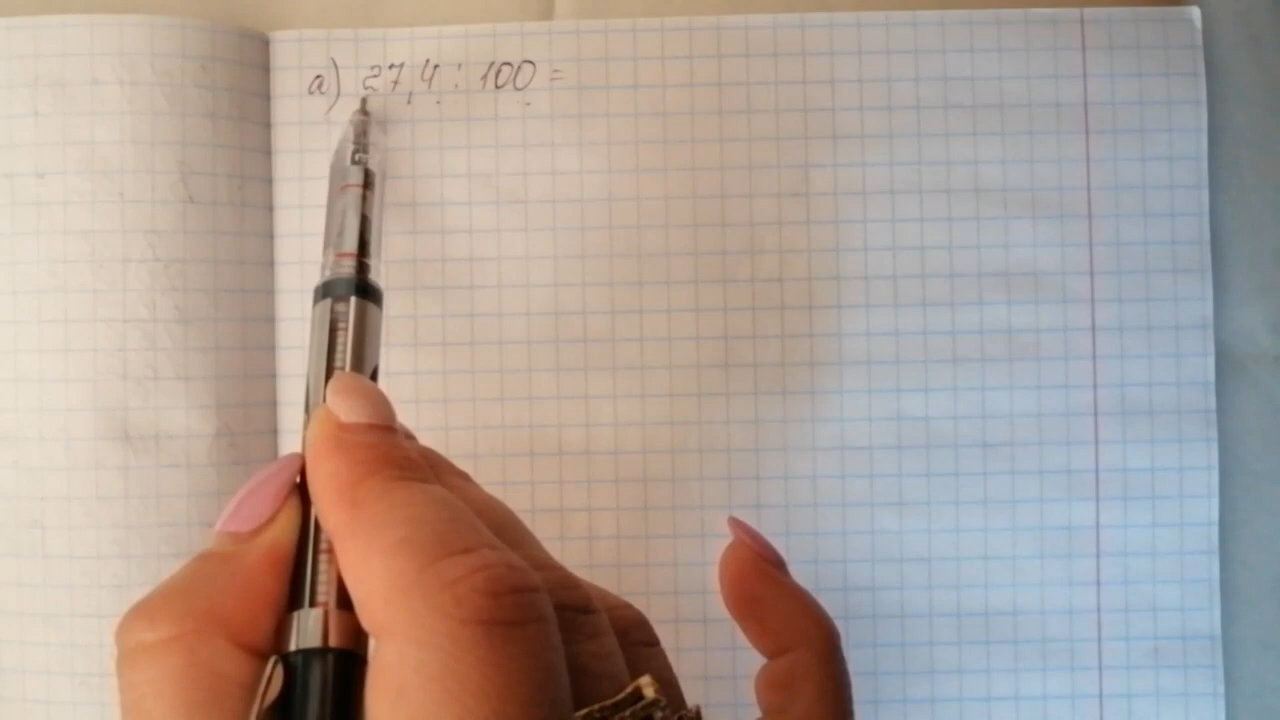 а) 27,4 : 100 =